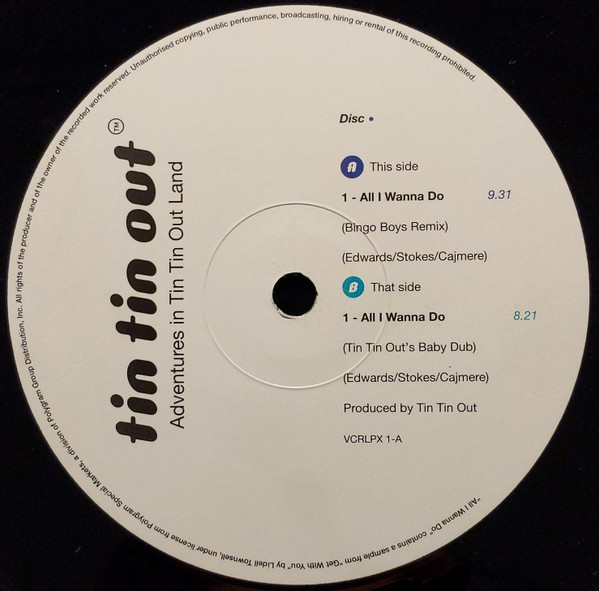 tin tin out
TM
Adventures in Tin Tin Out Land
Disc •
A This side
1 - All I Wanna Do 9.31
(Bingo Boys Remix)
(Edwards/Stokes/Cajmere)
B That side
1 - All I Wanna Do 8.21
(Tin Tin Out's Baby Dub)
(Edwards/Stokes/Cajmere)
Produced by Tin Tin Out
VCRLPX 1-A
"All I Wanna Do" contains a sample from "Get With You" by Lidell Townsell, under license from Polygram Special Markets, a division of Polygram Group Distribution, Inc. All rights of the producer and of the owner of the recorded work reserved. Unauthorised copying, public performance, broadcasting, hiring or rental of this recording prohibited.